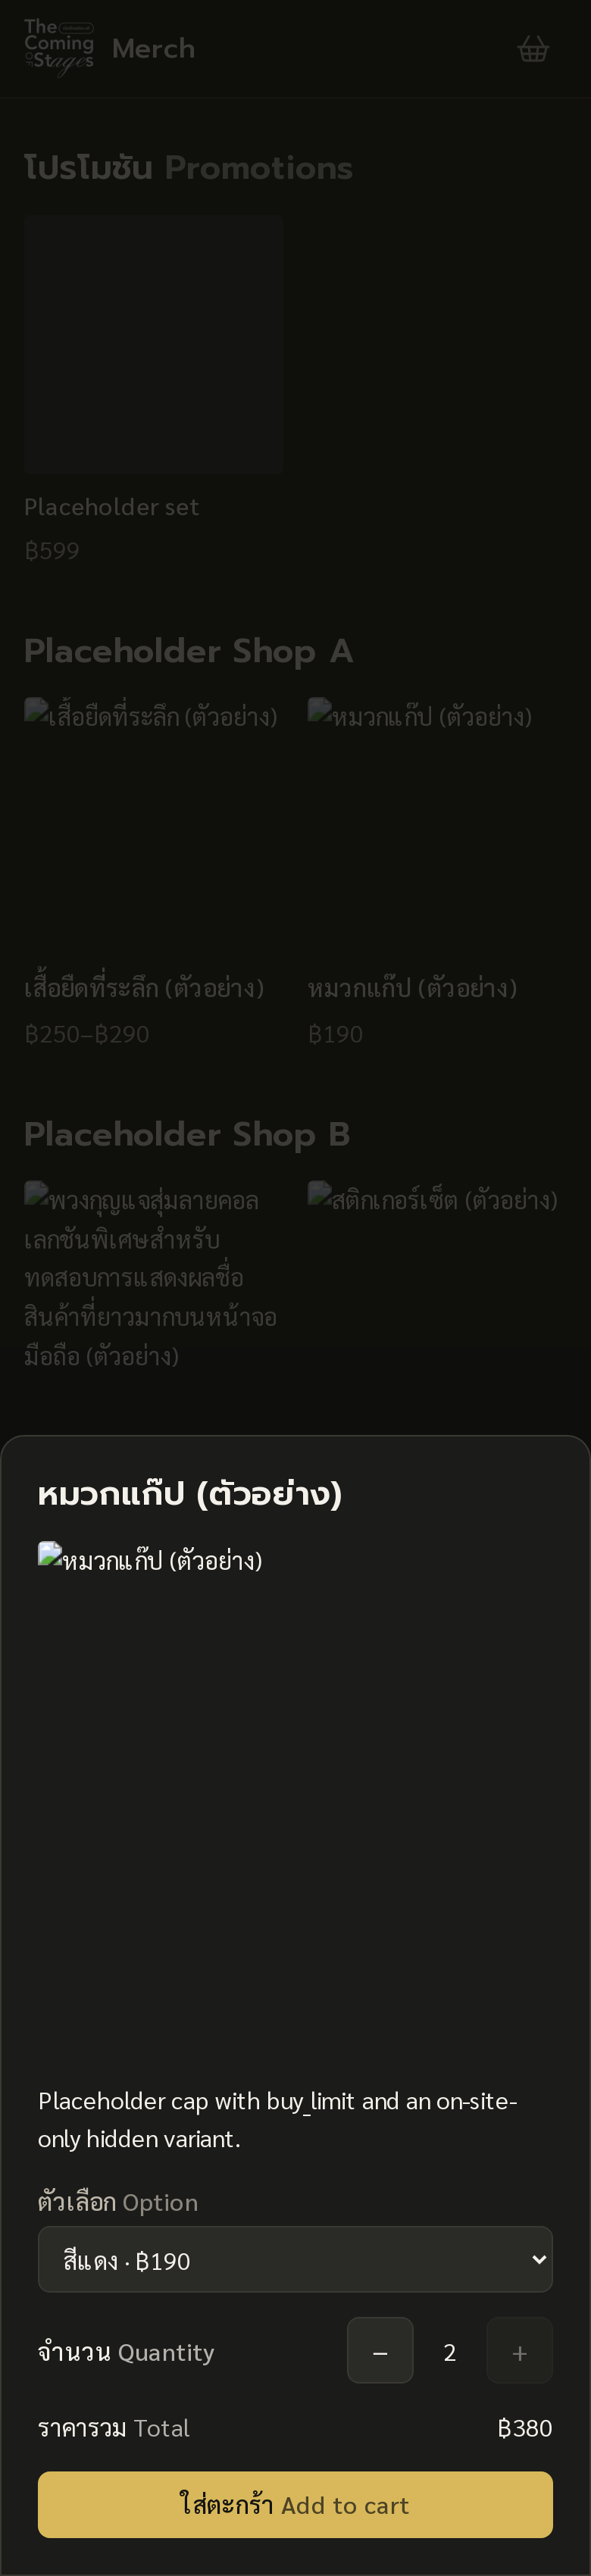 The
Coming
of Stages
Merch
โปรโมชัน Promotions
Placeholder set
฿599
Placeholder Shop A
เสื้อยืดที่ระลึก (ตัวอย่าง)
หมวกแก๊ป (ตัวอย่าง)
เสื้อยืดที่ระลึก (ตัวอย่าง)
หมวกแก๊ป (ตัวอย่าง)
฿250–฿290
฿190
Placeholder Shop B
พวงกุญแจสุ่มลายคอล
เลกชันพิเศษสำหรับ
ทดสอบการแสดงผลชื่อ
สินค้าที่ยาวมากบนหน้าจอ
มือถือ (ตัวอย่าง)
สติกเกอร์เซ็ต (ตัวอย่าง)
หมวกแก๊ป (ตัวอย่าง)
หมวกแก๊ป (ตัวอย่าง)
Placeholder cap with buy_limit and an on-site-
only hidden variant.
ตัวเลือก Option
สีแดง · ฿190
จำนวน Quantity
− 2 +
ราคารวม Total ฿380
ใส่ตะกร้า Add to cart